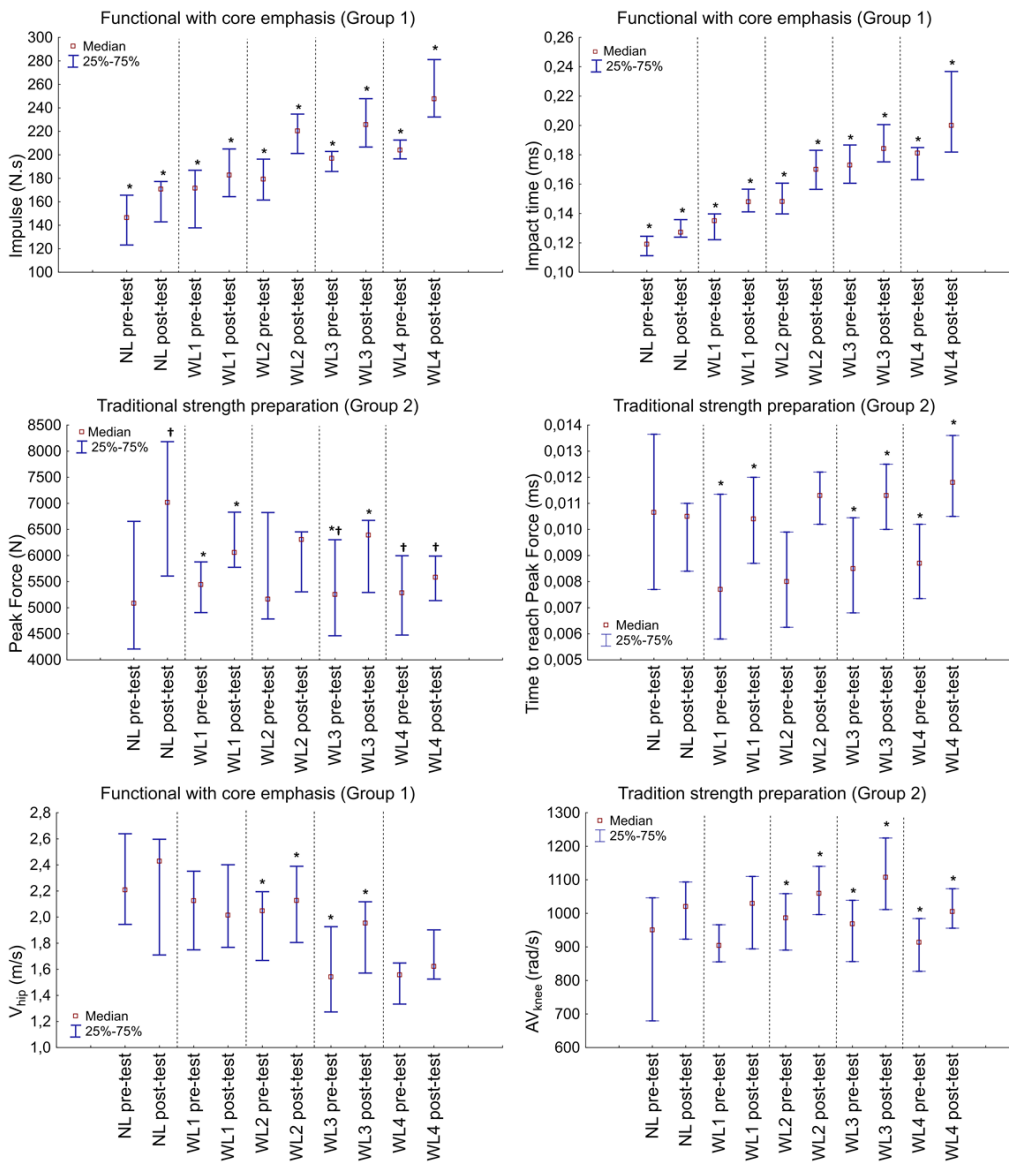 Functional with core emphasis (Group 1)
300
280
260
240
220
200
180
160
140
120
100
Impulse (N.s)
Median
25%-75%
* * * * * * * * * *
NL pre-test
NL post-test
WL1 pre-test
WL1 post-test
WL2 pre-test
WL2 post-test
WL3 pre-test
WL3 post-test
WL4 pre-test
WL4 post-test
Functional with core emphasis (Group 1)
0,26
0,24
0,22
0,20
0,18
0,16
0,14
0,12
0,10
Impact time (ms)
Median
25%-75%
* * * * * * * * * *
NL pre-test
NL post-test
WL1 pre-test
WL1 post-test
WL2 pre-test
WL2 post-test
WL3 pre-test
WL3 post-test
WL4 pre-test
WL4 post-test
Traditional strength preparation (Group 2)
8500
8000
7500
7000
6500
6000
5500
5000
4500
4000
Peak Force (N)
Median
25%-75%
† * * *† * † †
NL pre-test
NL post-test
WL1 pre-test
WL1 post-test
WL2 pre-test
WL2 post-test
WL3 pre-test
WL3 post-test
WL4 pre-test
WL4 post-test
Traditional strength preparation (Group 2)
0,014
0,013
0,012
0,011
0,010
0,009
0,008
0,007
0,006
0,005
Time to reach Peak Force (ms)
Median
25%-75%
* * * * * *
NL pre-test
NL post-test
WL1 pre-test
WL1 post-test
WL2 pre-test
WL2 post-test
WL3 pre-test
WL3 post-test
WL4 pre-test
WL4 post-test
Functional with core emphasis (Group 1)
2,8
2,6
2,4
2,2
2,0
1,8
1,6
1,4
1,2
1,0
Vhip (m/s)
Median
25%-75%
* * * *
NL pre-test
NL post-test
WL1 pre-test
WL1 post-test
WL2 pre-test
WL2 post-test
WL3 pre-test
WL3 post-test
WL4 pre-test
WL4 post-test
Tradition strength preparation (Group 2)
1300
1200
1100
1000
900
800
700
600
AVknee (rad/s)
Median
25%-75%
* * * * * *
NL pre-test
NL post-test
WL1 pre-test
WL1 post-test
WL2 pre-test
WL2 post-test
WL3 pre-test
WL3 post-test
WL4 pre-test
WL4 post-test